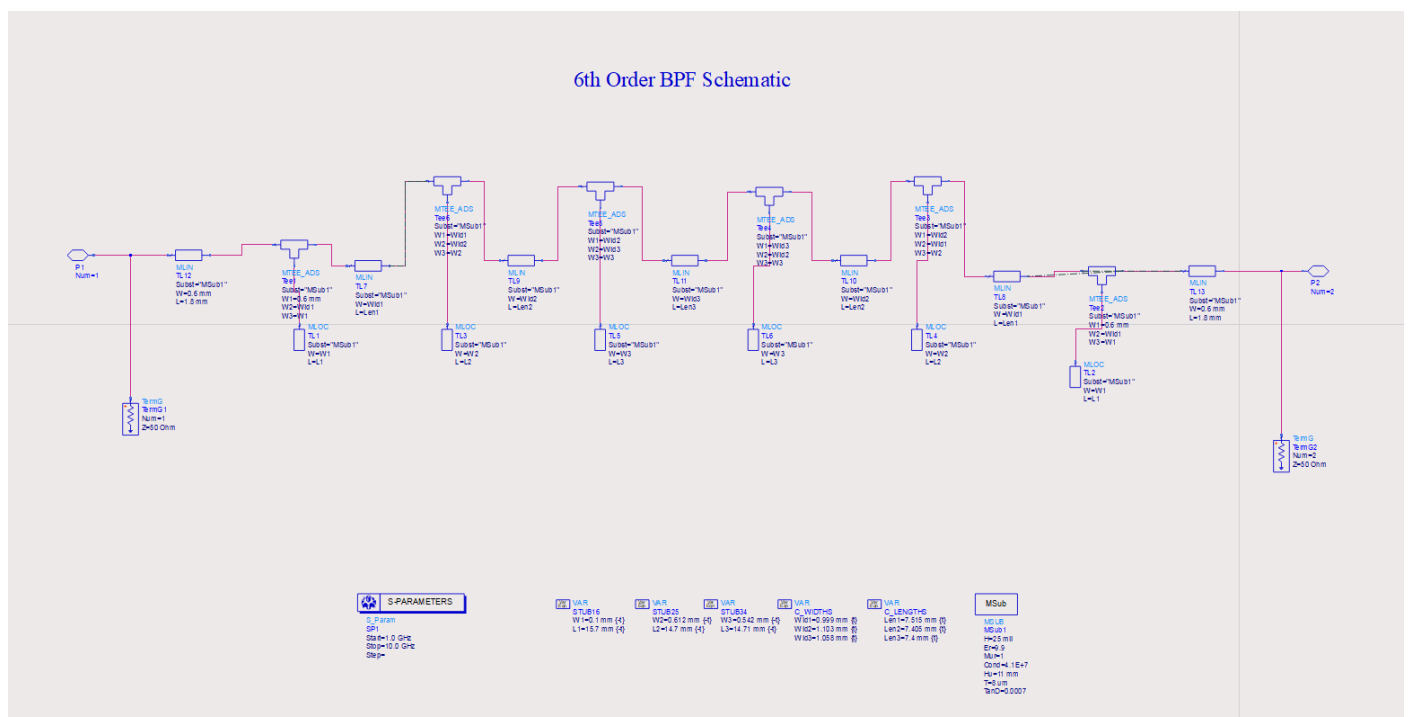 6th Order BPF Schematic
P1
Num=1
MLIN
TL12
Subst="MSub1"
W=0.6 mm
L=1.8 mm
MTEE_ADS
Tee1
Subst="MSub1"
W1=0.6 mm
W2=Wid1
W3=W1
MLOC
TL1
Subst="MSub1"
W=W1
L=L1
TermG
TermG1
Num=1
Z=50 Ohm
MLIN
TL7
Subst="MSub1"
W=Wid1
L=Len1
MTEE_ADS
Tee6
Subst="MSub1"
W1=Wid1
W2=Wid2
W3=W2
MLOC
TL3
Subst="MSub1"
W=W2
L=L2
MLIN
TL9
Subst="MSub1"
W=Wid2
L=Len2
MTEE_ADS
Tee5
Subst="MSub1"
W1=Wid2
W2=Wid3
W3=W3
MLOC
TL5
Subst="MSub1"
W=W3
L=L3
MLIN
TL11
Subst="MSub1"
W=Wid3
L=Len3
MTEE_ADS
Tee4
Subst="MSub1"
W1=Wid3
W2=Wid2
W3=W3
MLOC
TL6
Subst="MSub1"
W=W3
L=L3
MLIN
TL10
Subst="MSub1"
W=Wid2
L=Len2
MTEE_ADS
Tee3
Subst="MSub1"
W1=Wid2
W2=Wid1
W3=W2
MLOC
TL4
Subst="MSub1"
W=W2
L=L2
MLIN
TL8
Subst="MSub1"
W=Wid1
L=Len1
MTEE_ADS
Tee2
Subst="MSub1"
W1=0.6 mm
W2=Wid1
W3=W1
MLOC
TL2
Subst="MSub1"
W=W1
L=L1
MLIN
TL13
Subst="MSub1"
W=0.6 mm
L=1.8 mm
P2
Num=2
TermG
TermG2
Num=2
Z=50 Ohm
S-PARAMETERS
S_Param
SP1
Start=1.0 GHz
Stop=10.0 GHz
Step=
VAR
STUB16
W1=0.1 mm {-t}
L1=15.7 mm {-t}
VAR
STUB25
W2=0.612 mm {-t}
L2=14.7 mm {-t}
VAR
STUB34
W3=0.542 mm {-t}
L3=14.71 mm {-t}
VAR
C_WIDTHS
Wid1=0.999 mm {t}
Wid2=1.103 mm {t}
Wid3=1.058 mm {t}
VAR
C_LENGTHS
Len1=7.515 mm {t}
Len2=7.405 mm {t}
Len3=7.4 mm {t}
MSub
MSUB
MSub1
H=25 mil
Er=9.9
Mur=1
Cond=4.1E+7
Hu=11 mm
T=8 um
TanD=0.0007